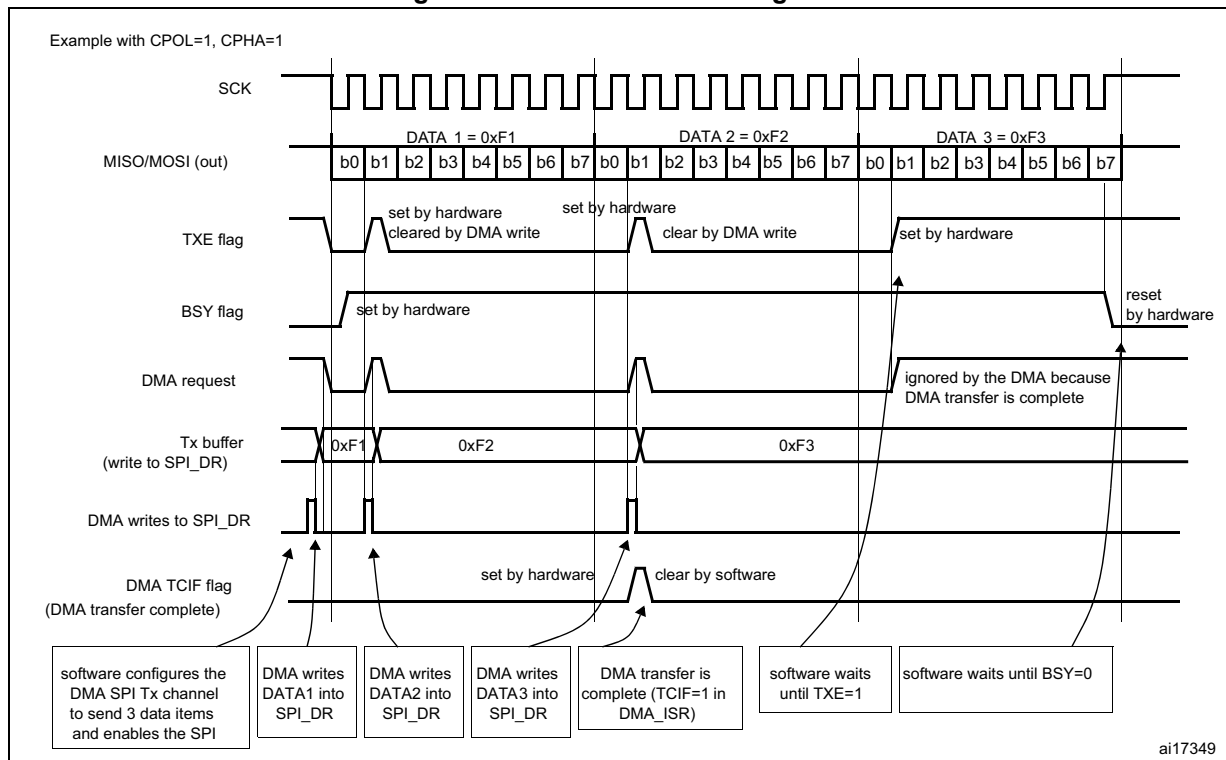 Example with CPOL=1, CPHA=1
SCK
DATA 1 = 0xF1
DATA 2 = 0xF2
DATA 3 = 0xF3
MISO/MOSI (out)
b0 b1 b2 b3 b4 b5 b6 b7 b0 b1 b2 b3 b4 b5 b6 b7 b0 b1 b2 b3 b4 b5 b6 b7
set by hardware
cleared by DMA write
set by hardware
clear by DMA write
set by hardware
TXE flag
BSY flag
set by hardware
reset
by hardware
DMA request
ignored by the DMA because
DMA transfer is complete
Tx buffer
(write to SPI_DR)
0xF1
0xF2
0xF3
DMA writes to SPI_DR
DMA TCIF flag
(DMA transfer complete)
set by hardware
clear by software
software configures the
DMA SPI Tx channel
to send 3 data items
and enables the SPI
DMA writes
DATA1 into
SPI_DR
DMA writes
DATA2 into
SPI_DR
DMA writes
DATA3 into
SPI_DR
DMA transfer is
complete (TCIF=1 in
DMA_ISR)
software waits
until TXE=1
software waits until BSY=0
ai17349